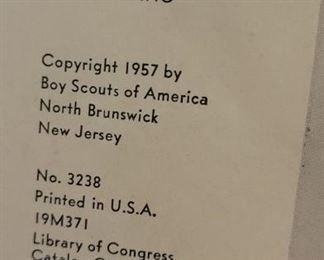 Copyright 1957 by
Boy Scouts of America
North Brunswick
New Jersey
No. 3238
Printed in U.S.A.
19M371
Library of Congress